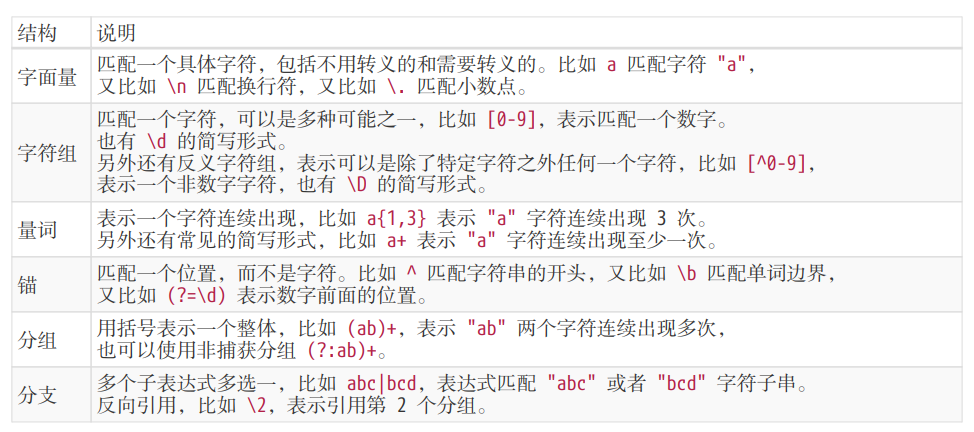 结构 说明
字面量 匹配一个具体字符，包括不用转义的和需要转义的。比如 a 匹配字符 "a"，
又比如 \n 匹配换行符，又比如 \. 匹配小数点。
字符组 匹配一个字符，可以是多种可能之一，比如 [0-9]，表示匹配一个数字。
也有 \d 的简写形式。
另外还有反义字符组，表示可以是除了特定字符之外任何一个字符，比如 [^0-9]，
表示一个非数字字符，也有 \D 的简写形式。
量词 表示一个字符连续出现，比如 a{1,3} 表示 "a" 字符连续出现 3 次。
另外还有常见的简写形式，比如 a+ 表示 "a" 字符连续出现至少一次。
锚 匹配一个位置，而不是字符。比如 ^ 匹配字符串的开头，又比如 \b 匹配单词边界，
又比如 (?=\d) 表示数字前面的位置。
分组 用括号表示一个整体，比如 (ab)+，表示 "ab" 两个字符连续出现多次，
也可以使用非捕获分组 (?:ab)+。
分支 多个子表达式多选一，比如 abc|bcd，表达式匹配 "abc" 或者 "bcd" 字符子串。
反向引用，比如 \2，表示引用第 2 个分组。